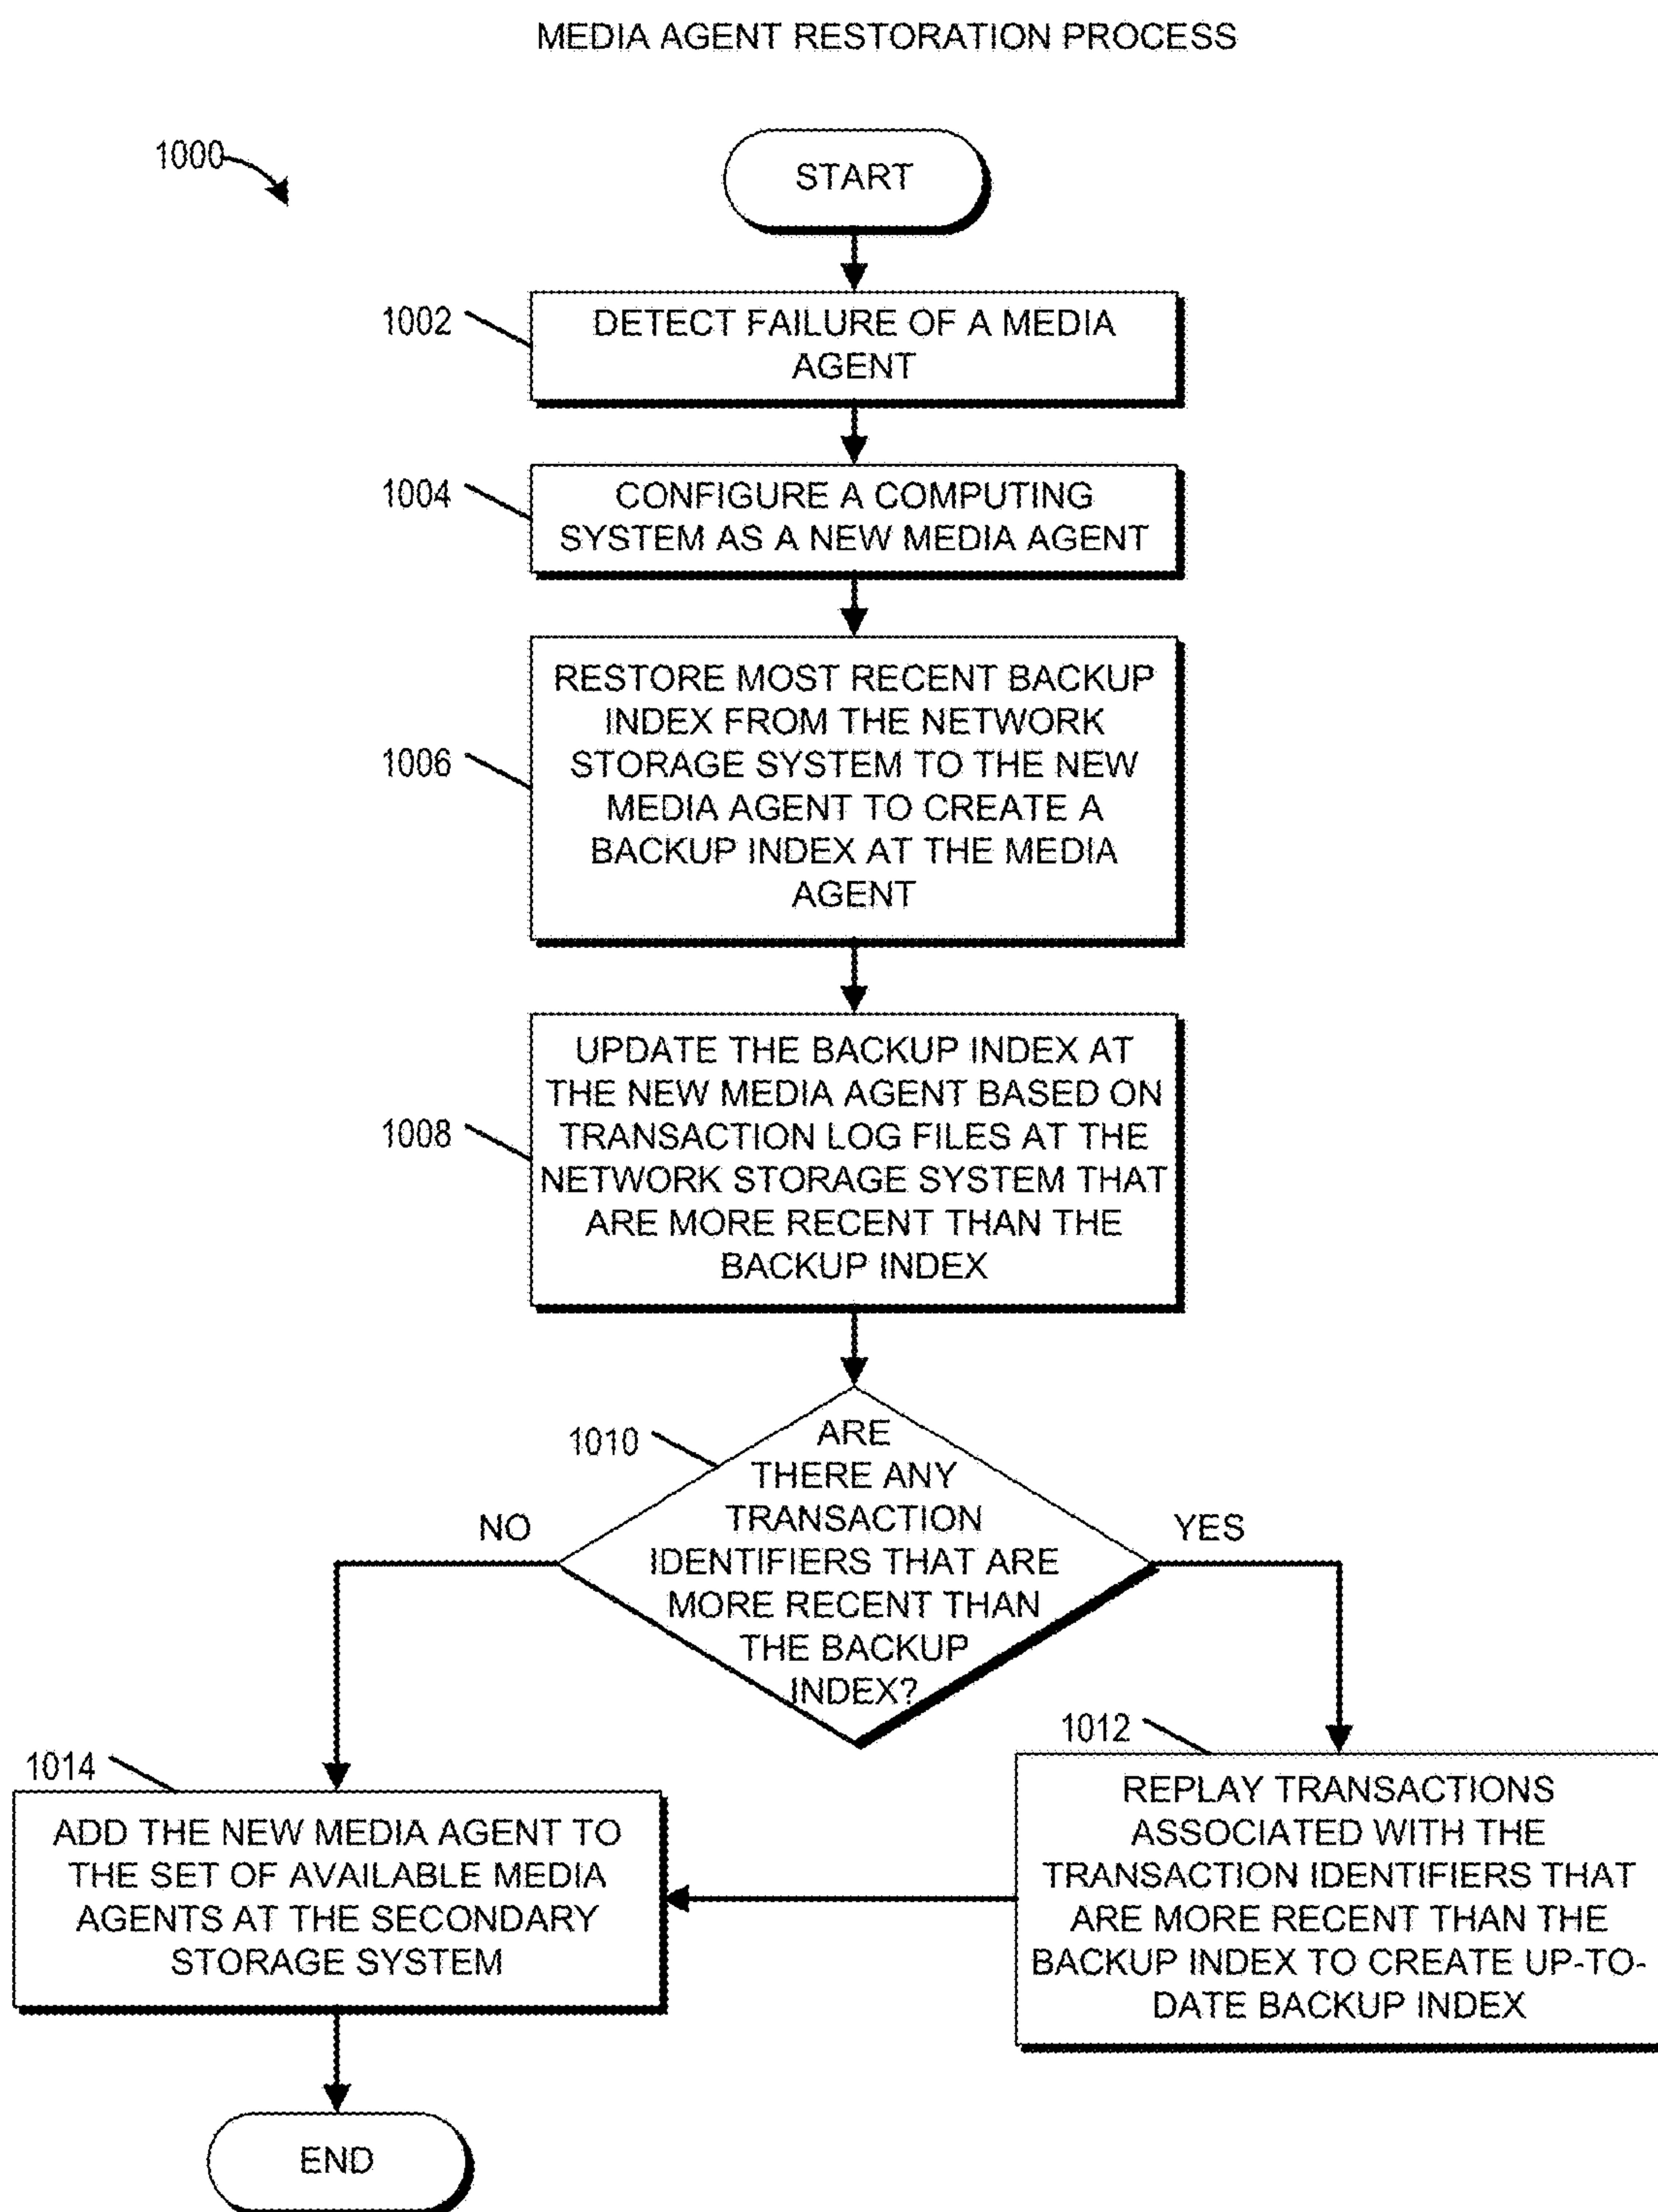 MEDIA AGENT RESTORATION PROCESS
1000
START
1002
DETECT FAILURE OF A MEDIA
AGENT
1004
CONFIGURE A COMPUTING
SYSTEM AS A NEW MEDIA AGENT
1006
RESTORE MOST RECENT BACKUP
INDEX FROM THE NETWORK
STORAGE SYSTEM TO THE NEW
MEDIA AGENT TO CREATE A
BACKUP INDEX AT THE MEDIA
AGENT
1008
UPDATE THE BACKUP INDEX AT
THE NEW MEDIA AGENT BASED ON
TRANSACTION LOG FILES AT THE
NETWORK STORAGE SYSTEM THAT
ARE MORE RECENT THAN THE
BACKUP INDEX
1010
ARE
THERE ANY
TRANSACTION
IDENTIFIERS THAT ARE
MORE RECENT THAN
THE BACKUP
INDEX?
NO
YES
1014
ADD THE NEW MEDIA AGENT TO
THE SET OF AVAILABLE MEDIA
AGENTS AT THE SECONDARY
STORAGE SYSTEM
1012
REPLAY TRANSACTIONS
ASSOCIATED WITH THE
TRANSACTION IDENTIFIERS THAT
ARE MORE RECENT THAN THE
BACKUP INDEX TO CREATE UP-TO-
DATE BACKUP INDEX
END